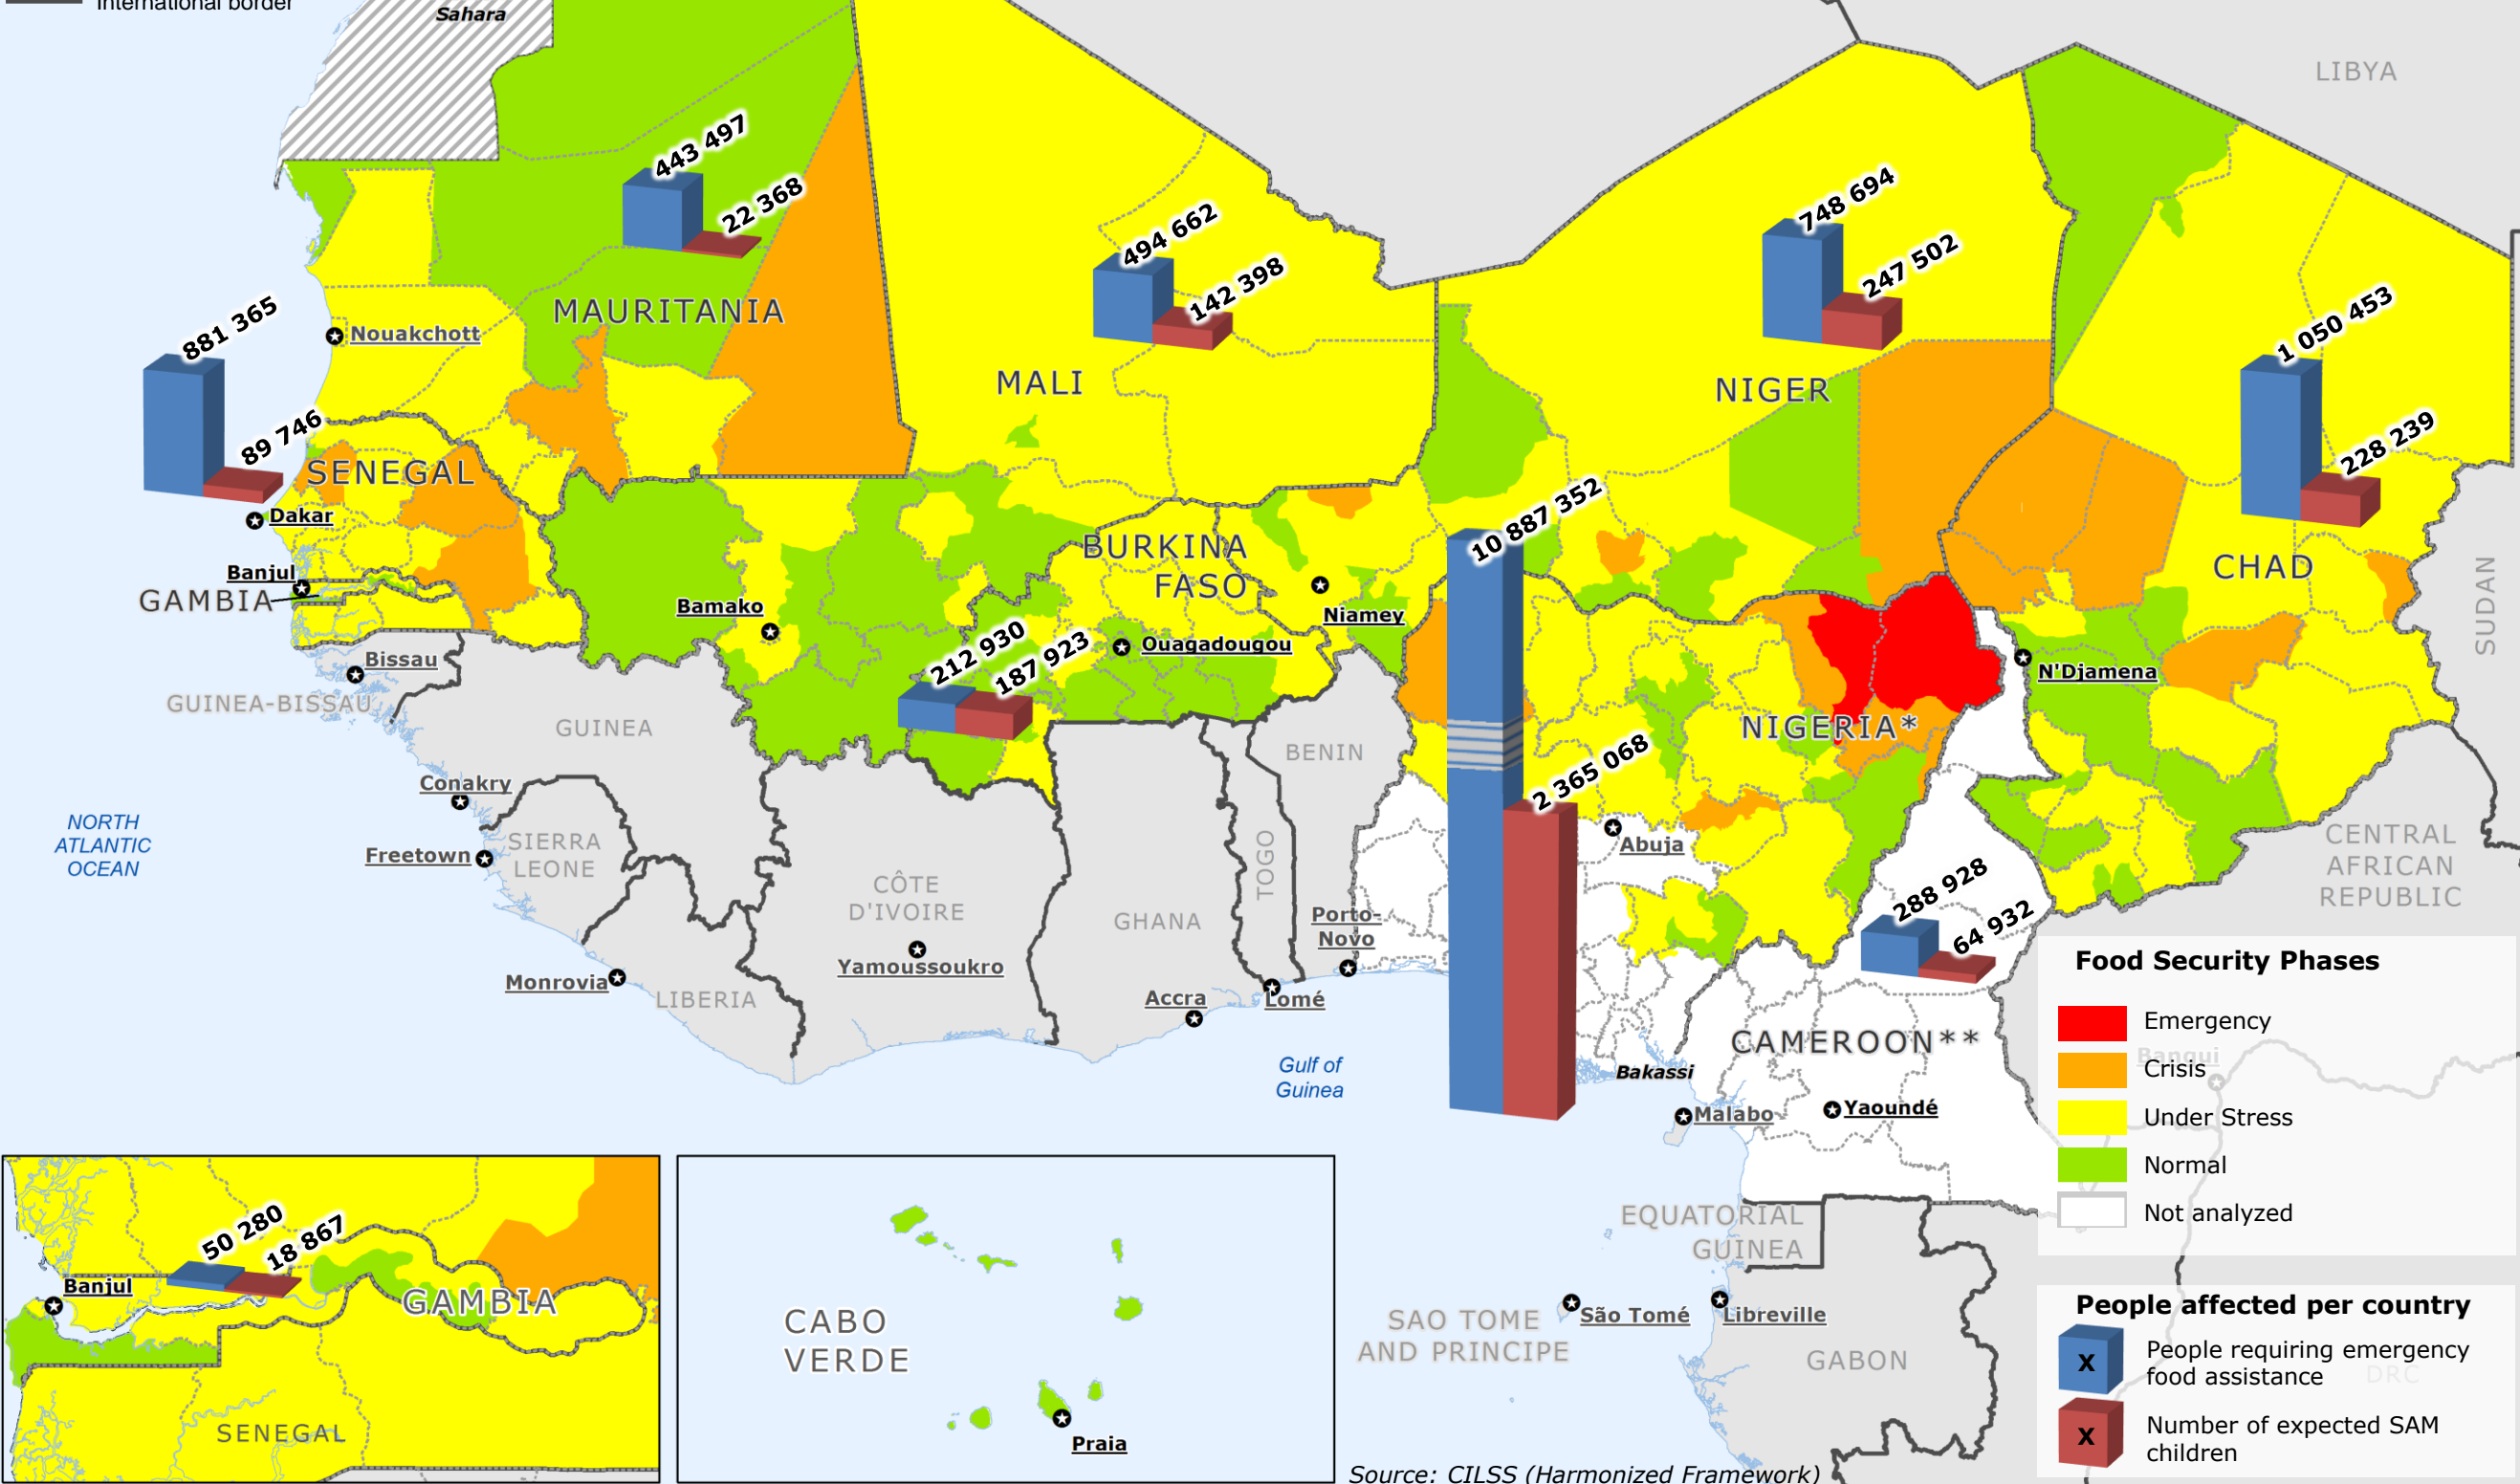 International border
Sahara
LIBYA
443 497
22 368
494 662
142 398
748 694
247 502
1 050 453
228 239
881 365
89 746
MAURITANIA
Nouakchott
MALI
NIGER
SENEGAL
Dakar
10 887 352
CHAD
SUDAN
Banjul
GAMBIA
BURKINA
FASO
Bamako
Niamey
212 930
187 923
Ouagadougou
N'Djamena
Bissau
GUINEA-BISSAU
GUINEA
BENIN
NIGERIA*
2 365 068
Conakry
NORTH
ATLANTIC
OCEAN
SIERRA
LEONE
Freetown
CÔTE
D'IVOIRE
Yamoussoukro
GHANA
TOGO
Porto-
Novo
Abuja
288 928
64 932
CENTRAL
AFRICAN
REPUBLIC
Monrovia
LIBERIA
Accra
Lomé
Gulf of
Guinea
Bakassi
CAMEROON**
Malabo
Yaoundé
Food Security Phases
Emergency
Bangui
Crisis
Under Stress
Normal
Not analyzed
50 280
18 867
Banjul
GAMBIA
SENEGAL
CABO
VERDE
Praia
EQUATORIAL
GUINEA
SAO TOME
AND PRINCIPE
São Tomé
Libreville
GABON
People affected per country
X
People requiring emergency
food assistance
DRC
X
Number of expected SAM
children
Source: CILSS (Harmonized Framework)